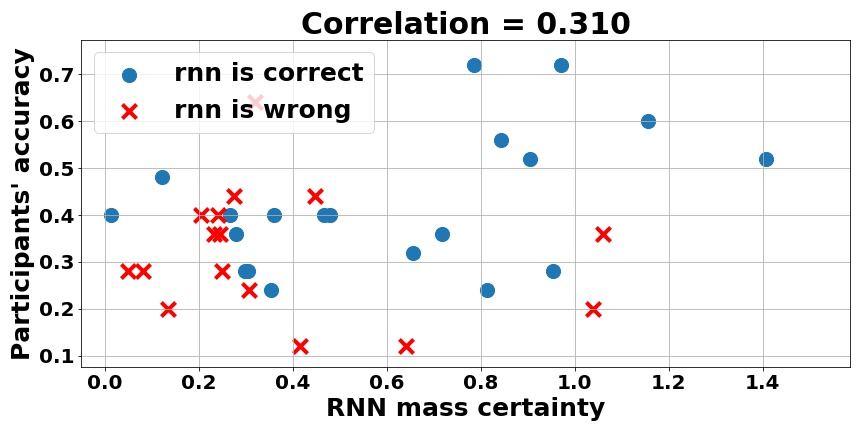 Correlation = 0.310
rnn is correct
rnn is wrong
Participants' accuracy
0.7
0.6
0.5
0.4
0.3
0.2
0.1
0.0 0.2 0.4 0.6 0.8 1.0 1.2 1.4
RNN mass certainty